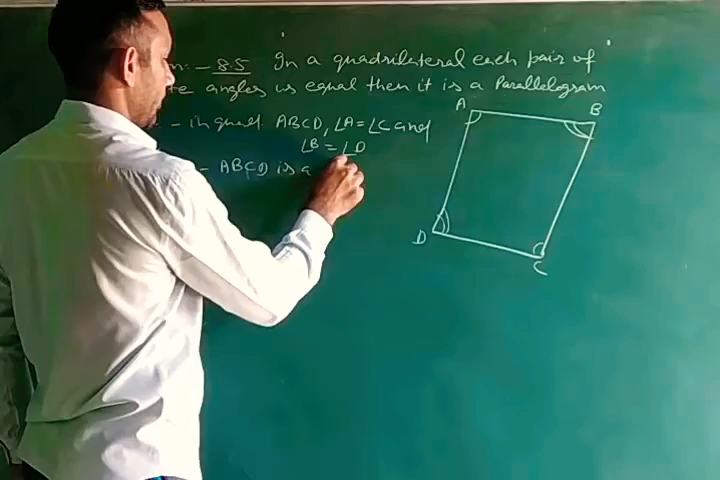 m: - 8.5 In a quadrilateral each pair of
te angles is equal then it is a Parallelogram
- in quad. ABCD, ∠A = ∠C and
∠B = ∠D
- ABCD is a
A
B
D
C